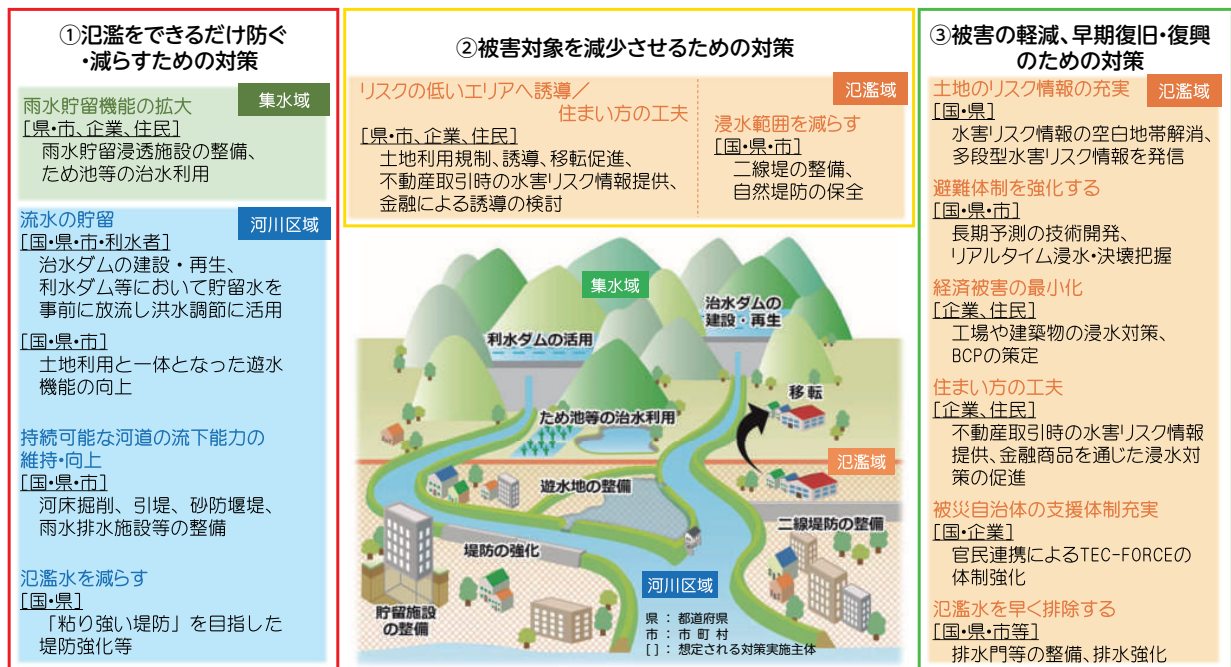 ①氾濫をできるだけ防ぐ
・減らすための対策
集水域
雨水貯留機能の拡大
[県・市、企業、住民]
雨水貯留浸透施設の整備、
ため池等の治水利用
河川区域
流水の貯留
[国・県・市・利水者]
治水ダムの建設・再生、
利水ダム等において貯留水を
事前に放流し洪水調節に活用
[国・県・市]
土地利用と一体となった遊水
機能の向上
持続可能な河道の流下能力の
維持・向上
[国・県・市]
河床掘削、引堤、砂防堰堤、
雨水排水施設等の整備
氾濫水を減らす
[国・県]
「粘り強い堤防」を目指した
堤防強化等
②被害対象を減少させるための対策
リスクの低いエリアへ誘導／
住まい方の工夫
[県・市、企業、住民]
土地利用規制、誘導、移転促進、
不動産取引時の水害リスク情報提供、
金融による誘導の検討
氾濫域
浸水範囲を減らす
[国・県・市]
二線堤の整備、
自然堤防の保全
集水域
治水ダムの
建設・再生
利水ダムの活用
移転
ため池等の治水利用
氾濫域
遊水地の整備
二線堤防の整備
堤防の強化
河川区域
貯留施設
の整備
県：都道府県
市：市町村
[ ]：想定される対策実施主体
③被害の軽減、早期復旧・復興
のための対策
氾濫域
土地のリスク情報の充実
[国・県]
水害リスク情報の空白地帯解消、
多段型水害リスク情報を発信
避難体制を強化する
[国・県・市]
長期予測の技術開発、
リアルタイム浸水・決壊把握
経済被害の最小化
[企業、住民]
工場や建築物の浸水対策、
BCPの策定
住まい方の工夫
[企業、住民]
不動産取引時の水害リスク情報
提供、金融商品を通じた浸水対
策の促進
被災自治体の支援体制充実
[国・企業]
官民連携によるTEC-FORCEの
体制強化
氾濫水を早く排除する
[国・県・市等]
排水門等の整備、排水強化